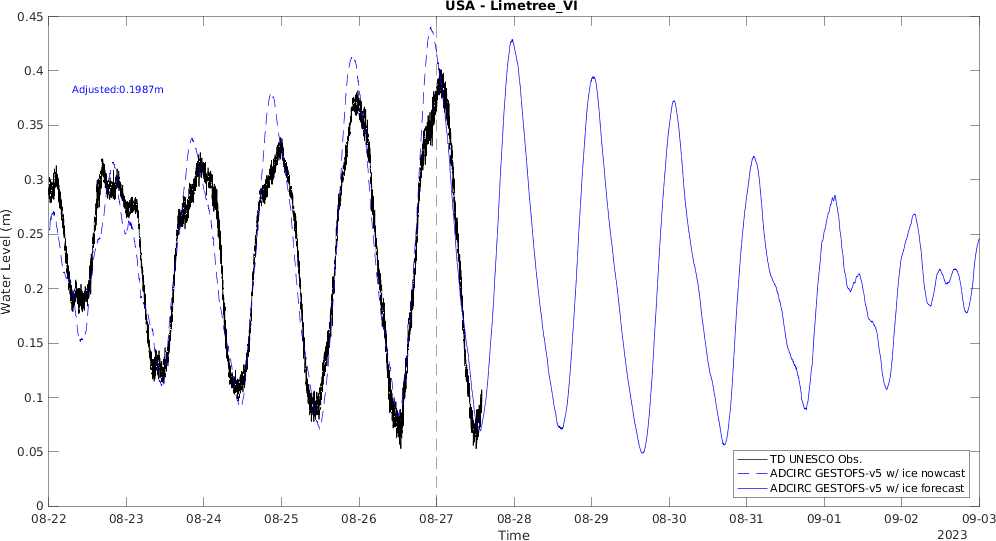 USA - Limetree_VI
0.45
0.4
0.35
0.3
0.25
0.2
0.15
0.1
0.05
0
Water Level (m)
Adjusted:0.1987m
TD UNESCO Obs.
ADCIRC GESTOFS-v5 w/ ice nowcast
ADCIRC GESTOFS-v5 w/ ice forecast
08-22 08-23 08-24 08-25 08-26 08-27 08-28 08-29 08-30 08-31 09-01 09-02 09-03
Time
2023